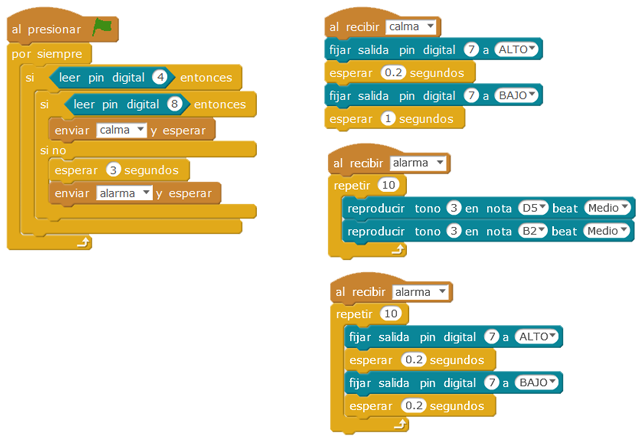 al presionar
por siempre
si leer pin digital 4 entonces
si leer pin digital 8 entonces
enviar calma y esperar
si no
esperar 3 segundos
enviar alarma y esperar
al recibir calma
fijar salida pin digital 7 a ALTO
esperar 0.2 segundos
fijar salida pin digital 7 a BAJO
esperar 1 segundos
al recibir alarma
repetir 10
reproducir tono 3 en nota D5 beat Medio
reproducir tono 3 en nota B2 beat Medio
al recibir alarma
repetir 10
fijar salida pin digital 7 a ALTO
esperar 0.2 segundos
fijar salida pin digital 7 a BAJO
esperar 0.2 segundos